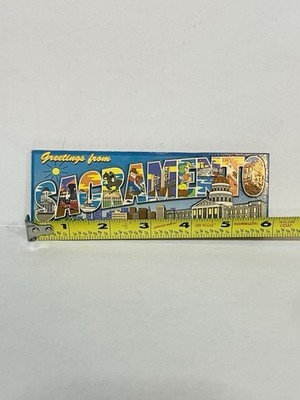 Greetings from
SACRAMENTO
1 2 3 4 5 6